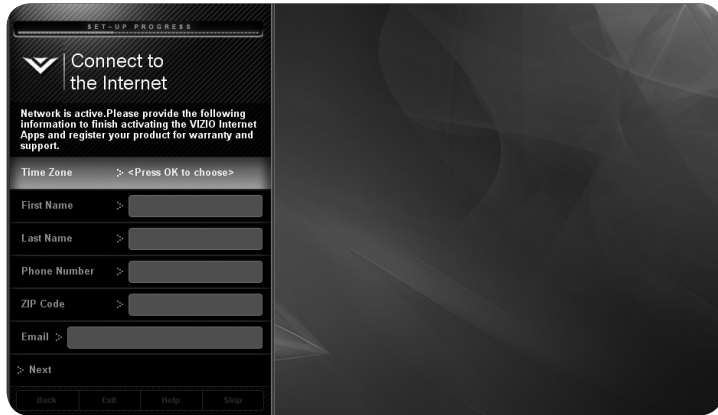 SET-UP PROGRESS
Connect to
the Internet
Network is active.Please provide the following
information to finish activating the VIZIO Internet
Apps and register your product for warranty and
support.
Time Zone <Press OK to choose>
First Name
Last Name
Phone Number
ZIP Code
Email
Next
Back Exit Help Skip